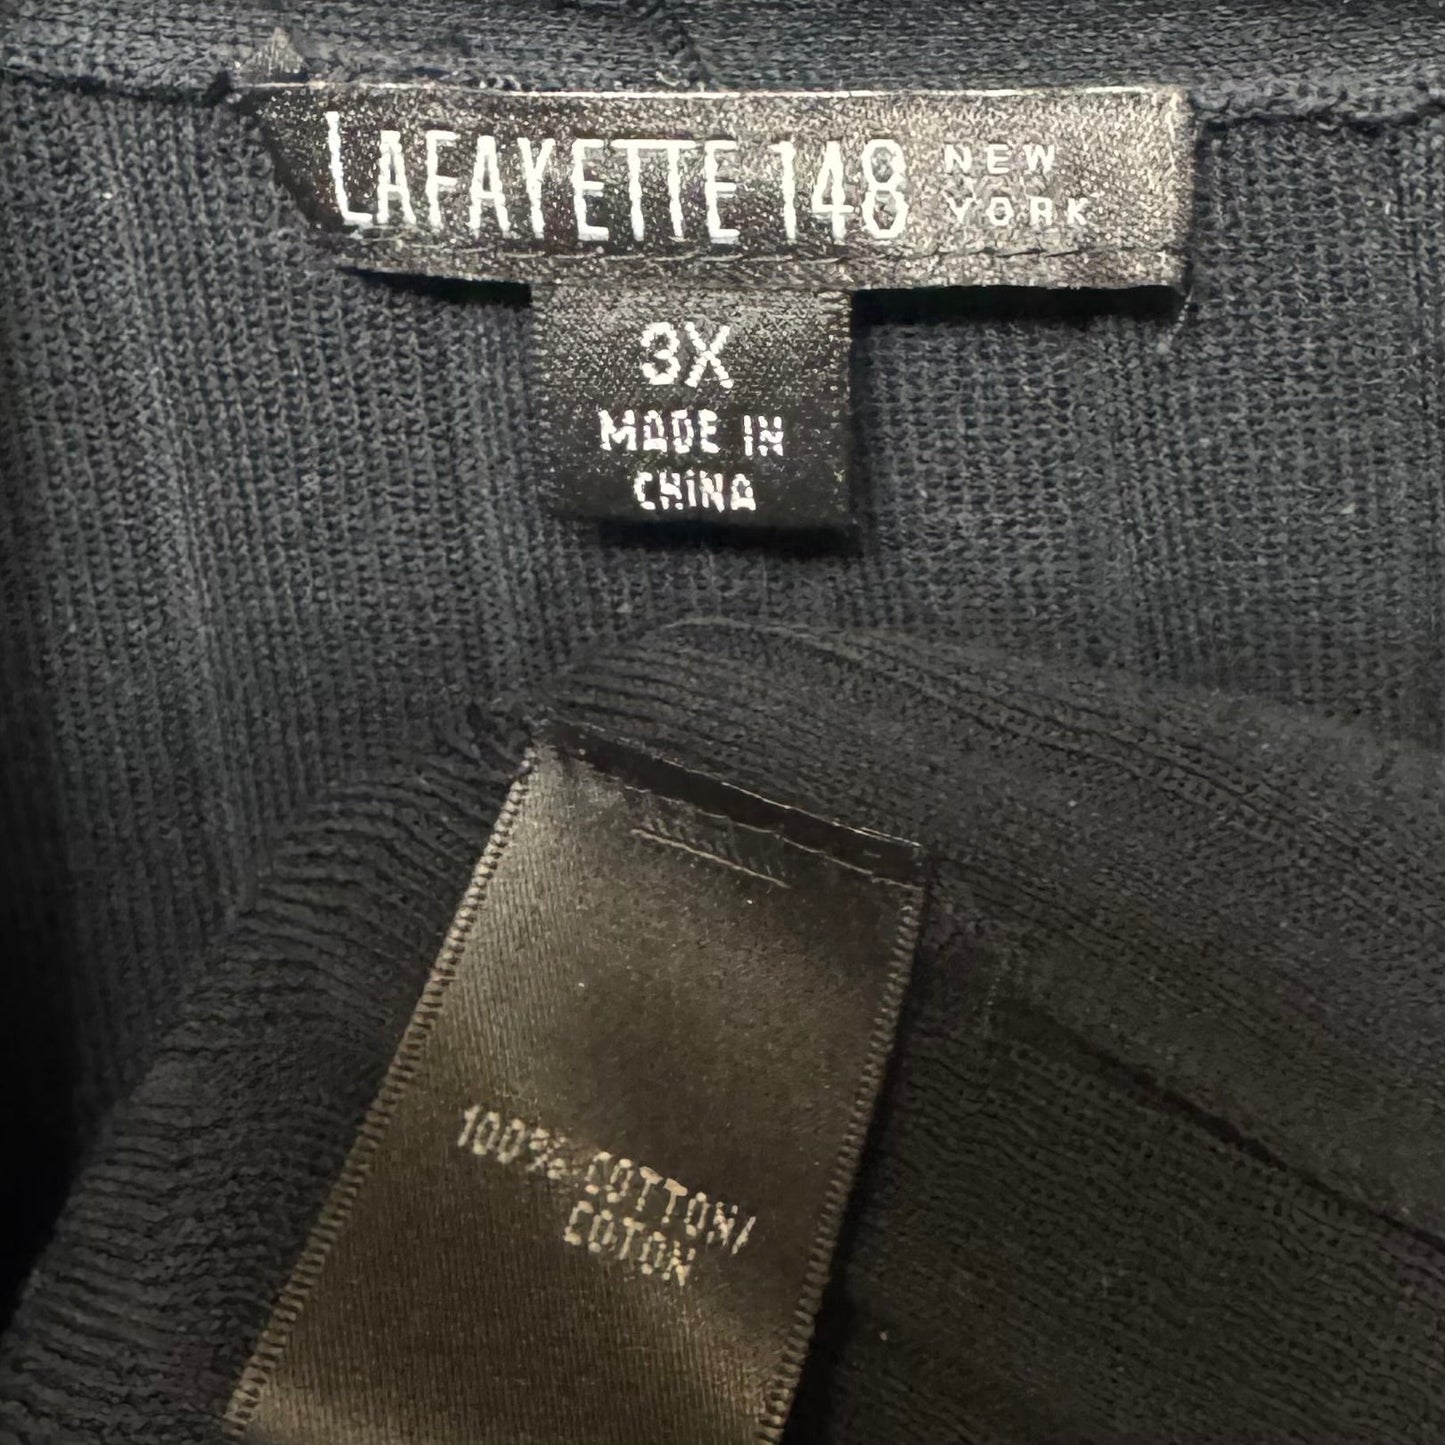 LAFAYETTE 148 NEW YORK
3X
MADE IN
CHINA
100% COTTON/
COTON